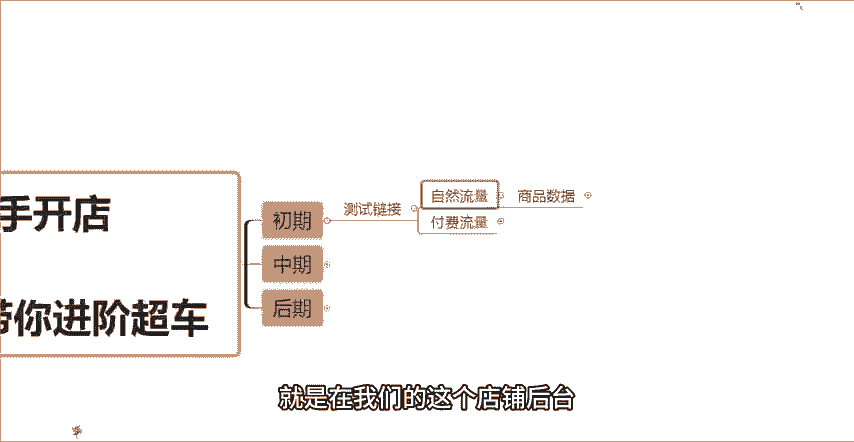 手开店
带你进阶超车
初期
中期
后期
测试链接
自然流量
付费流量
商品数据
就是在我们的这个店铺后台